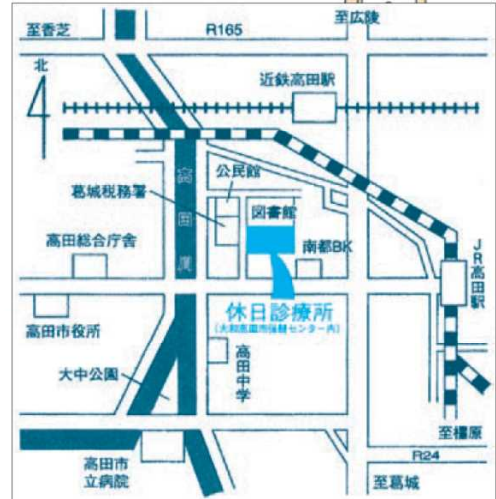 至香芝
R165
至広陵
北
近鉄高田駅
公民館
高田川
葛城税務署
図書館
高田総合庁舎
南都BK
JR高田駅
休日診療所
(大和高田市保健センター内)
高田市役所
高田中学
大中公園
至橿原
高田市
立病院
R24
至葛城